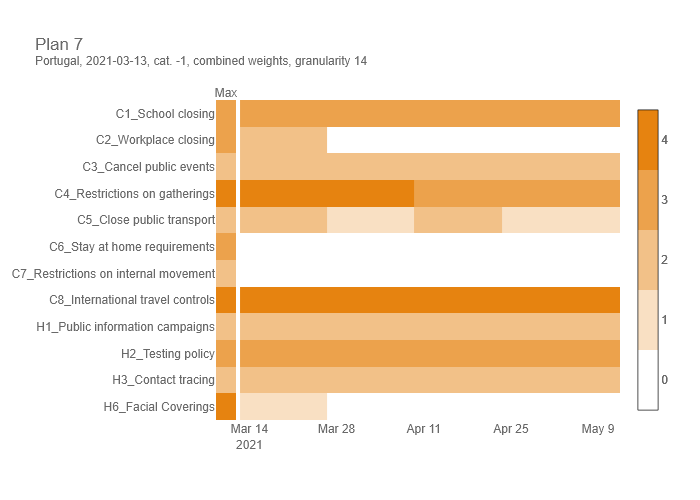 Plan 7
Portugal, 2021-03-13, cat. -1, combined weights, granularity 14
Max
C1_School closing
C2_Workplace closing
C3_Cancel public events
C4_Restrictions on gatherings
C5_Close public transport
C6_Stay at home requirements
C7_Restrictions on internal movement
C8_International travel controls
H1_Public information campaigns
H2_Testing policy
H3_Contact tracing
H6_Facial Coverings
Mar 14 Mar 28 Apr 11 Apr 25 May 9
2021
4
3
2
1
0